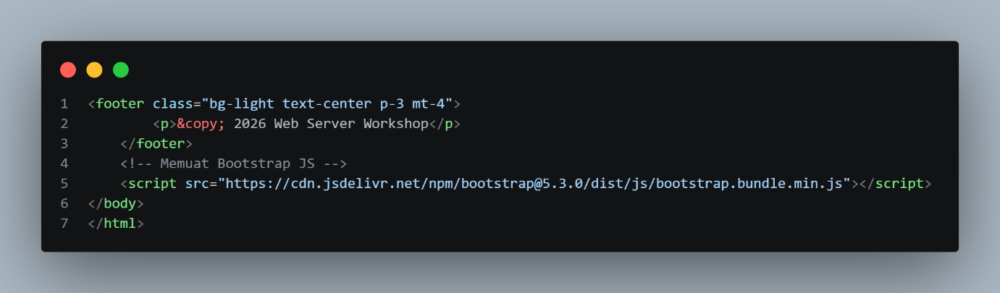 1 <footer class="bg-light text-center p-3 mt-4">
2         <p>&copy; 2026 Web Server Workshop</p>
3     </footer>
4     <!-- Memuat Bootstrap JS -->
5     <script src="https://cdn.jsdelivr.net/npm/bootstrap@5.3.0/dist/js/bootstrap.bundle.min.js"></script>
6 </body>
7 </html>